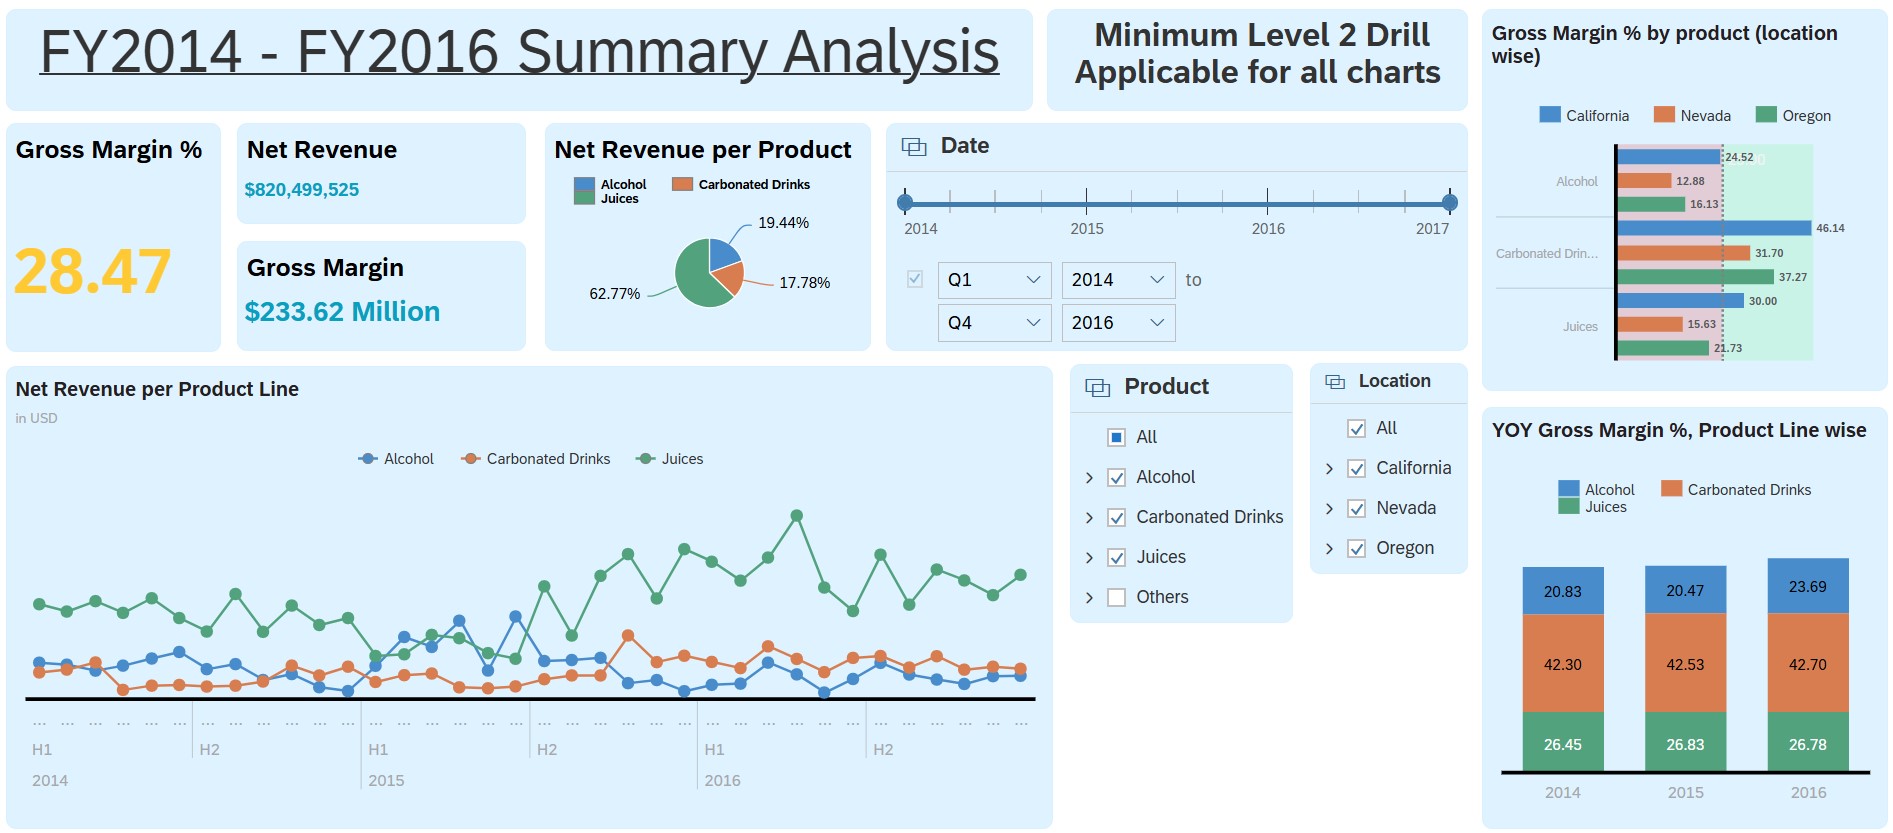 FY2014 - FY2016 Summary Analysis
Minimum Level 2 Drill
Applicable for all charts
Gross Margin %
28.47
Net Revenue
$820,499,525
Gross Margin
$233.62 Million
Net Revenue per Product
Alcohol
Carbonated Drinks
Juices
19.44%
17.78%
62.77%
Date
2014
2015
2016
2017
Q1
2014
to
Q4
2016
Gross Margin % by product (location
wise)
California
Nevada
Oregon
Alcohol
24.52
12.88
16.13
Carbonated Drin...
46.14
31.70
37.27
Juices
30.00
15.63
21.73
Net Revenue per Product Line
in USD
Alcohol
Carbonated Drinks
Juices
... ... ... ... ... ... ... ... ... ... ... ... ... ... ... ... ... ... ... ... ... ... ... ... ... ... ... ... ... ... ... ... ... ... ... ...
H1
H2
H1
H2
H1
H2
2014
2015
2016
Product
All
Alcohol
Carbonated Drinks
Juices
Others
Location
All
California
Nevada
Oregon
YOY Gross Margin %, Product Line wise
Alcohol
Carbonated Drinks
Juices
20.83
20.47
23.69
42.30
42.53
42.70
26.45
26.83
26.78
2014
2015
2016